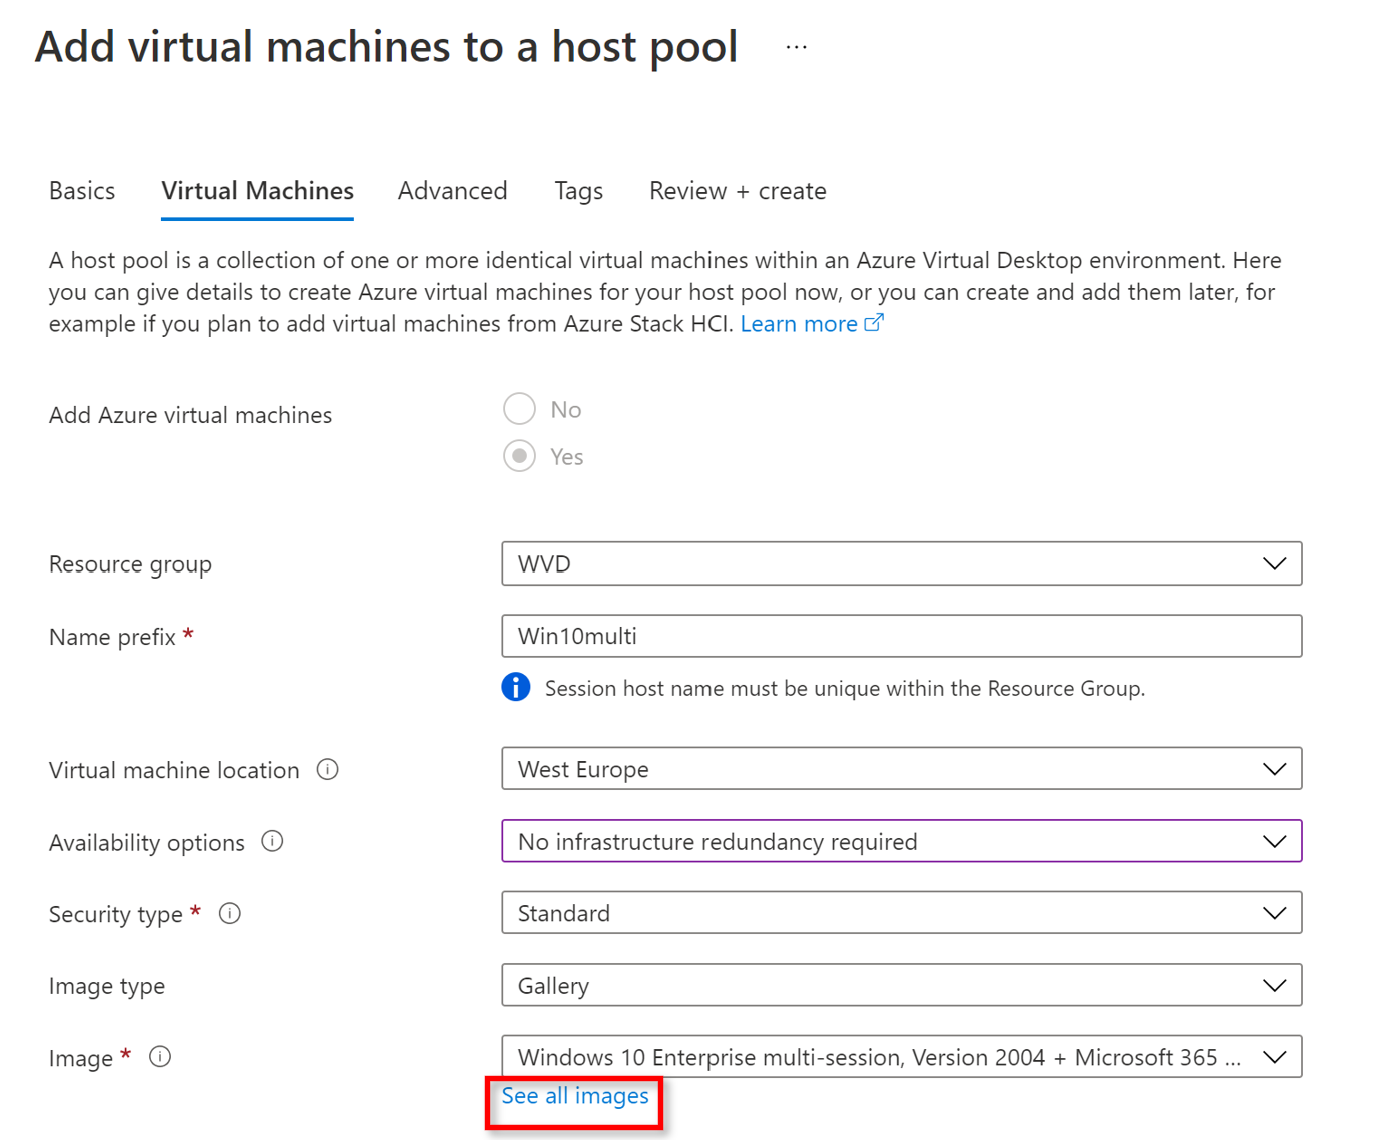 Add virtual machines to a host pool ...
Basics Virtual Machines Advanced Tags Review + create
A host pool is a collection of one or more identical virtual machines within an Azure Virtual Desktop environment. Here
you can give details to create Azure virtual machines for your host pool now, or you can create and add them later, for
example if you plan to add virtual machines from Azure Stack HCI. Learn more
Add Azure virtual machines
No
Yes
Resource group WVD
Name prefix * Win10multi
Session host name must be unique within the Resource Group.
Virtual machine location West Europe
Availability options No infrastructure redundancy required
Security type * Standard
Image type Gallery
Image * Windows 10 Enterprise multi-session, Version 2004 + Microsoft 365 ...
See all images